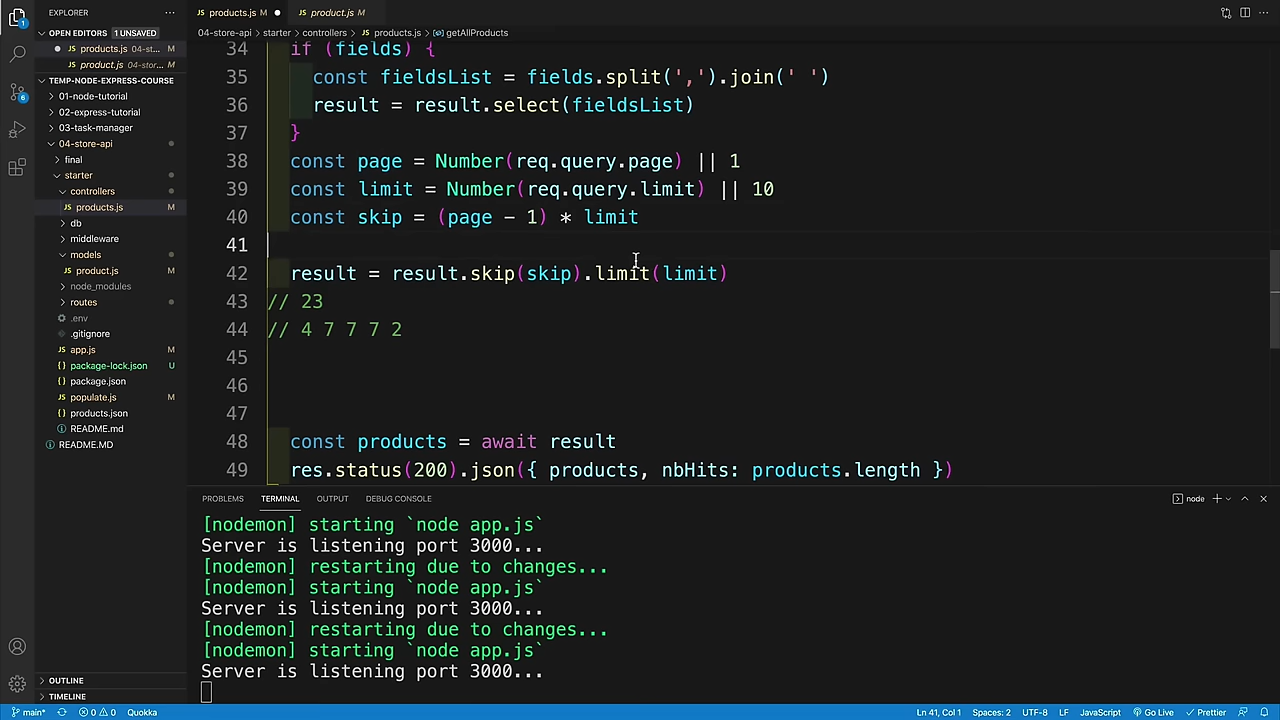 EXPLORER
products.js M
product.js M
OPEN EDITORS 1 UNSAVED
products.js 04-st... M
product.js 04-stor... M
TEMP-NODE-EXPRESS-COURSE
01-node-tutorial
02-express-tutorial
03-task-manager
04-store-api
final
starter
controllers
products.js M
db
middleware
models
product.js M
node_modules
routes
.env
.gitignore
app.js M
package-lock.json U
package.json
populate.js M
products.json
README.md
README.MD
OUTLINE
TIMELINE
04-store-api > starter > controllers > products.js > getAllProducts
34 if (fields) {
35 const fieldsList = fields.split(',').join(' ')
36 result = result.select(fieldsList)
37 }
38 const page = Number(req.query.page) || 1
39 const limit = Number(req.query.limit) || 10
40 const skip = (page - 1) * limit
41
42 result = result.skip(skip).limit(limit)
43 // 23
44 // 4 7 7 7 2
45
46
47
48 const products = await result
49 res.status(200).json({ products, nbHits: products.length })
PROBLEMS TERMINAL OUTPUT DEBUG CONSOLE
node
[nodemon] starting `node app.js`
Server is listening port 3000...
[nodemon] restarting due to changes...
[nodemon] starting `node app.js`
Server is listening port 3000...
[nodemon] restarting due to changes...
[nodemon] starting `node app.js`
Server is listening port 3000...
main* 0 0 Quokka
Ln 41, Col 1 Spaces: 2 UTF-8 LF JavaScript Go Live Prettier
1
6